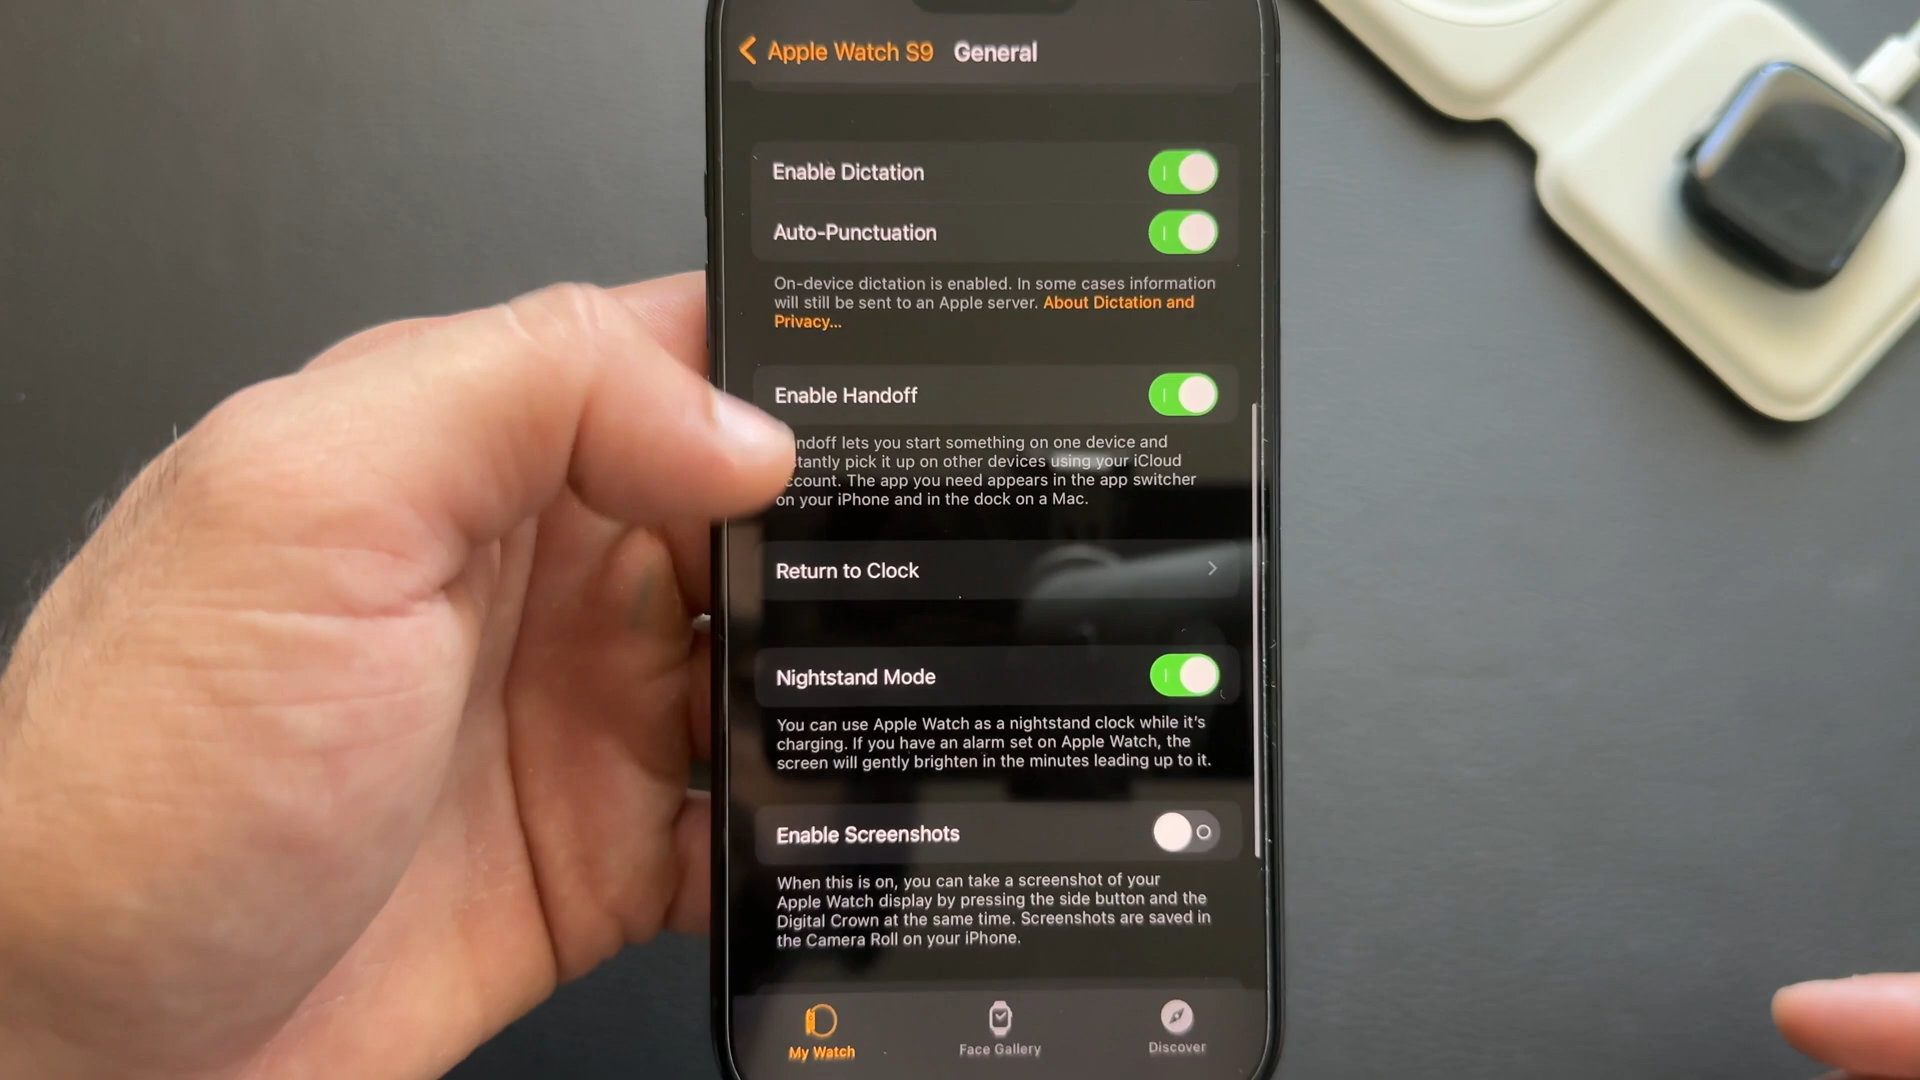 Apple Watch S9 General
Enable Dictation
Auto-Punctuation
On-device dictation is enabled. In some cases information
will still be sent to an Apple server. About Dictation and
Privacy...
Enable Handoff
ndoff lets you start something on one device and
tantly pick it up on other devices using your iCloud
ccount. The app you need appears in the app switcher
on your iPhone and in the dock on a Mac.
Return to Clock
Nightstand Mode
You can use Apple Watch as a nightstand clock while it's
charging. If you have an alarm set on Apple Watch, the
screen will gently brighten in the minutes leading up to it.
Enable Screenshots
When this is on, you can take a screenshot of your
Apple Watch display by pressing the side button and the
Digital Crown at the same time. Screenshots are saved in
the Camera Roll on your iPhone.
My Watch
Face Gallery
Discover